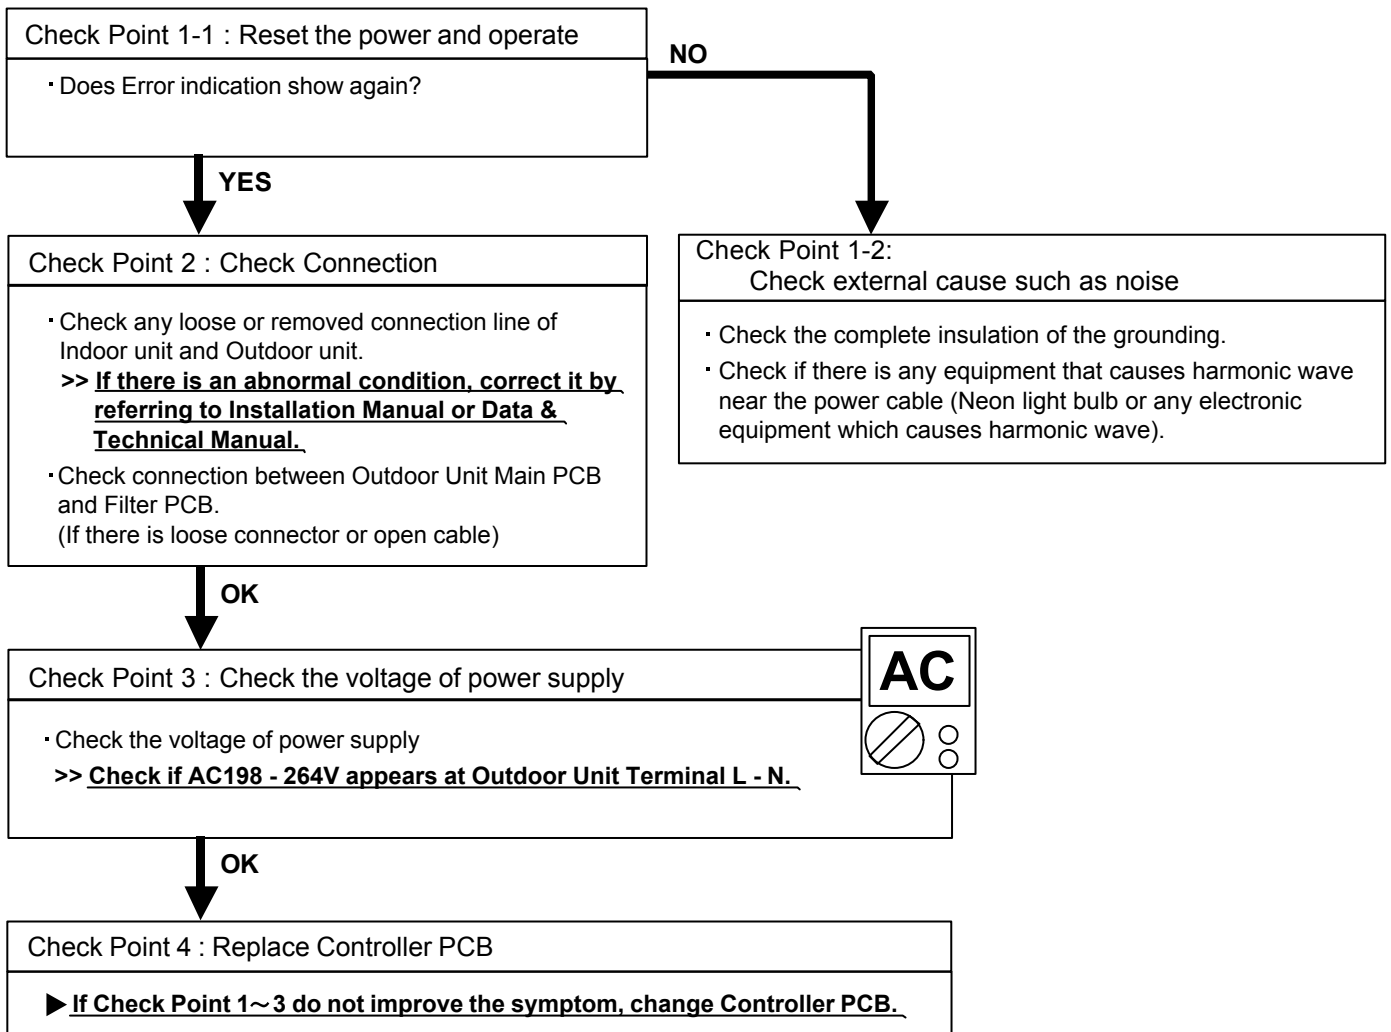 Check Point 1-1 : Reset the power and operate
・Does Error indication show again?
NO
YES
Check Point 2 : Check Connection
・Check any loose or removed connection line of
Indoor unit and Outdoor unit.
>> If there is an abnormal condition, correct it by
referring to Installation Manual or Data &
Technical Manual.
・Check connection between Outdoor Unit Main PCB
and Filter PCB.
(If there is loose connector or open cable)
Check Point 1-2:
Check external cause such as noise
・Check the complete insulation of the grounding.
・Check if there is any equipment that causes harmonic wave
near the power cable (Neon light bulb or any electronic
equipment which causes harmonic wave).
OK
Check Point 3 : Check the voltage of power supply
AC
・Check the voltage of power supply
>> Check if AC198 - 264V appears at Outdoor Unit Terminal L - N.
OK
Check Point 4 : Replace Controller PCB
▶ If Check Point 1～3 do not improve the symptom, change Controller PCB.